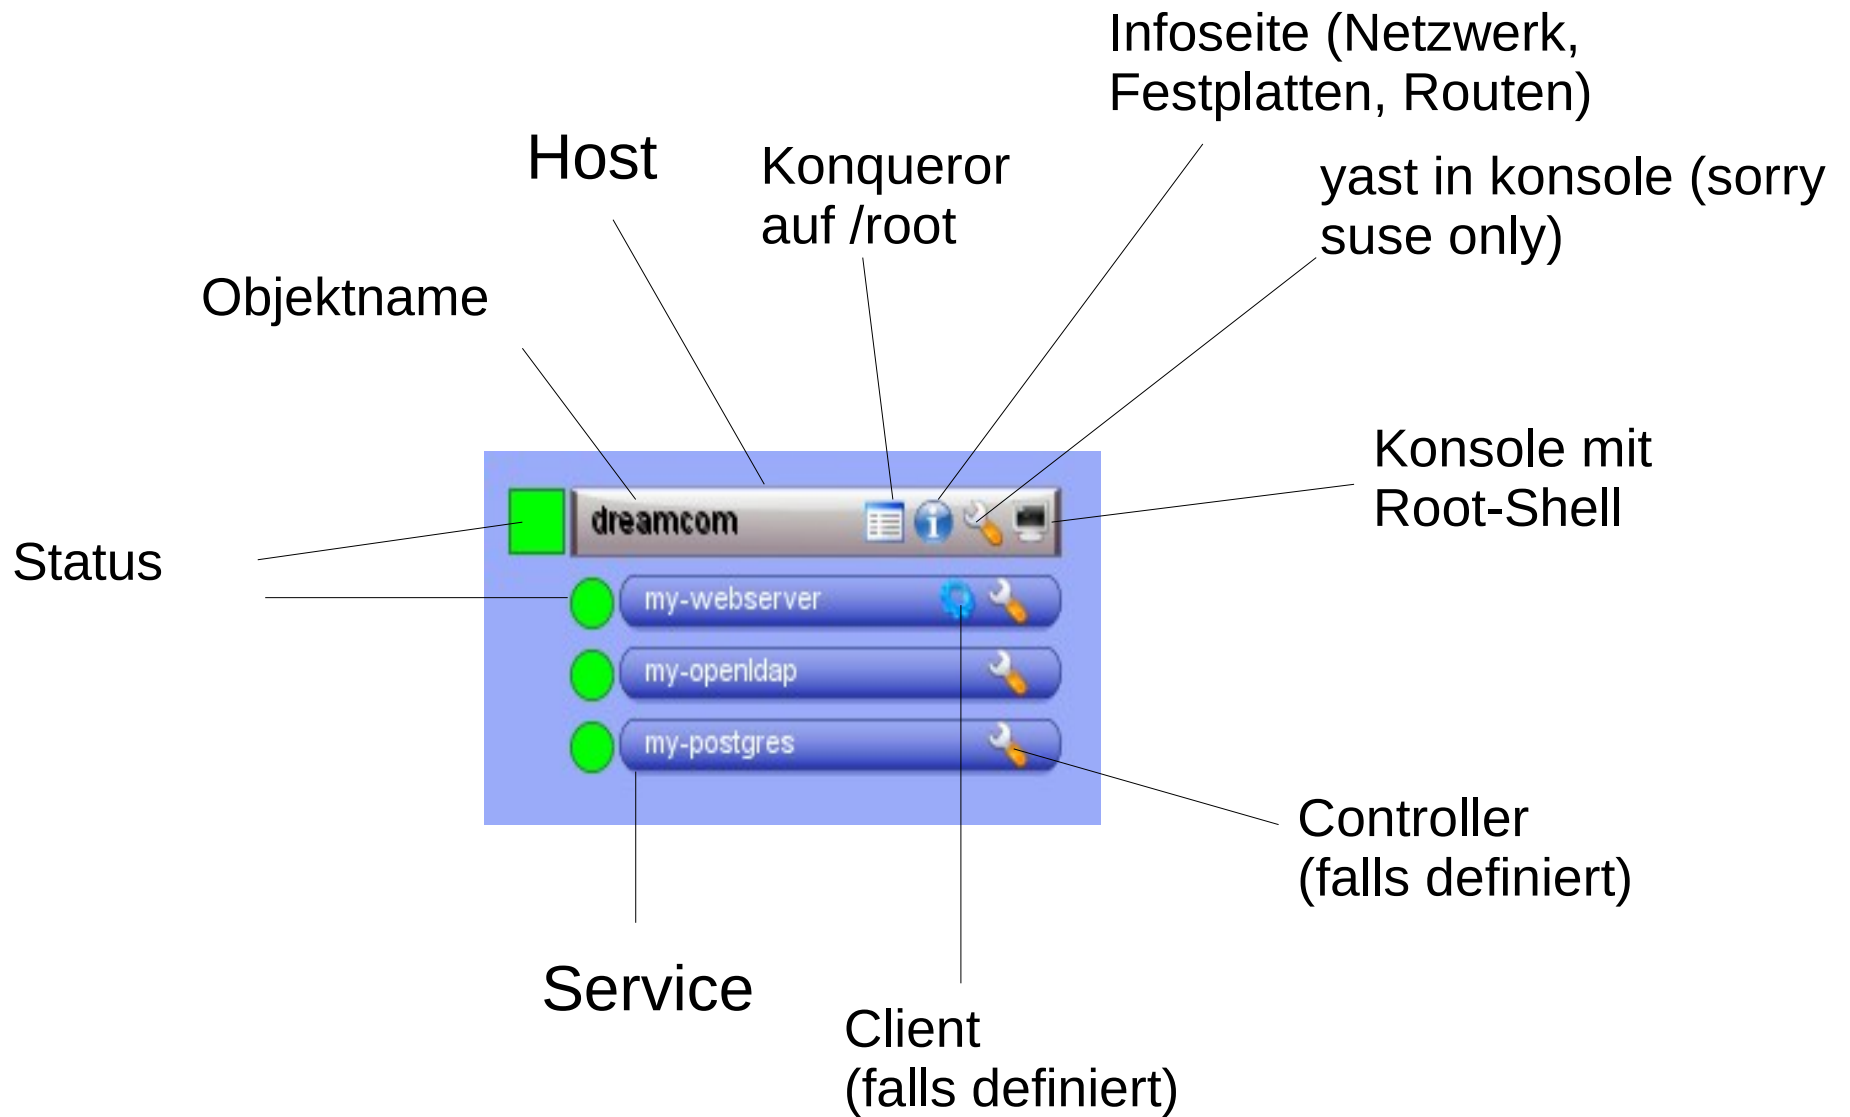 Infoseite (Netzwerk,
Festplatten, Routen)
Host
Konqueror
auf /root
yast in konsole (sorry
suse only)
Objektname
Konsole mit
Root-Shell
Status
dreamcom
my-webserver
my-openldap
my-postgres
Controller
(falls definiert)
Service
Client
(falls definiert)